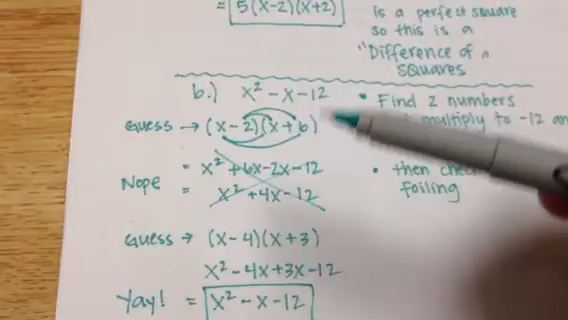 = 5(x-2)(x+2)
is a perfect square
so this is a
"Difference of
squares
b.) x² - x - 12
• Find 2 numbers
multiply to -12
Guess → (x - 2)(x + 6)
= x² + 6x - 2x - 12
Nope = x² + 4x - 12
• then
foiling
Guess → (x - 4)(x + 3)
x² - 4x + 3x - 12
Yay! = x² - x - 12